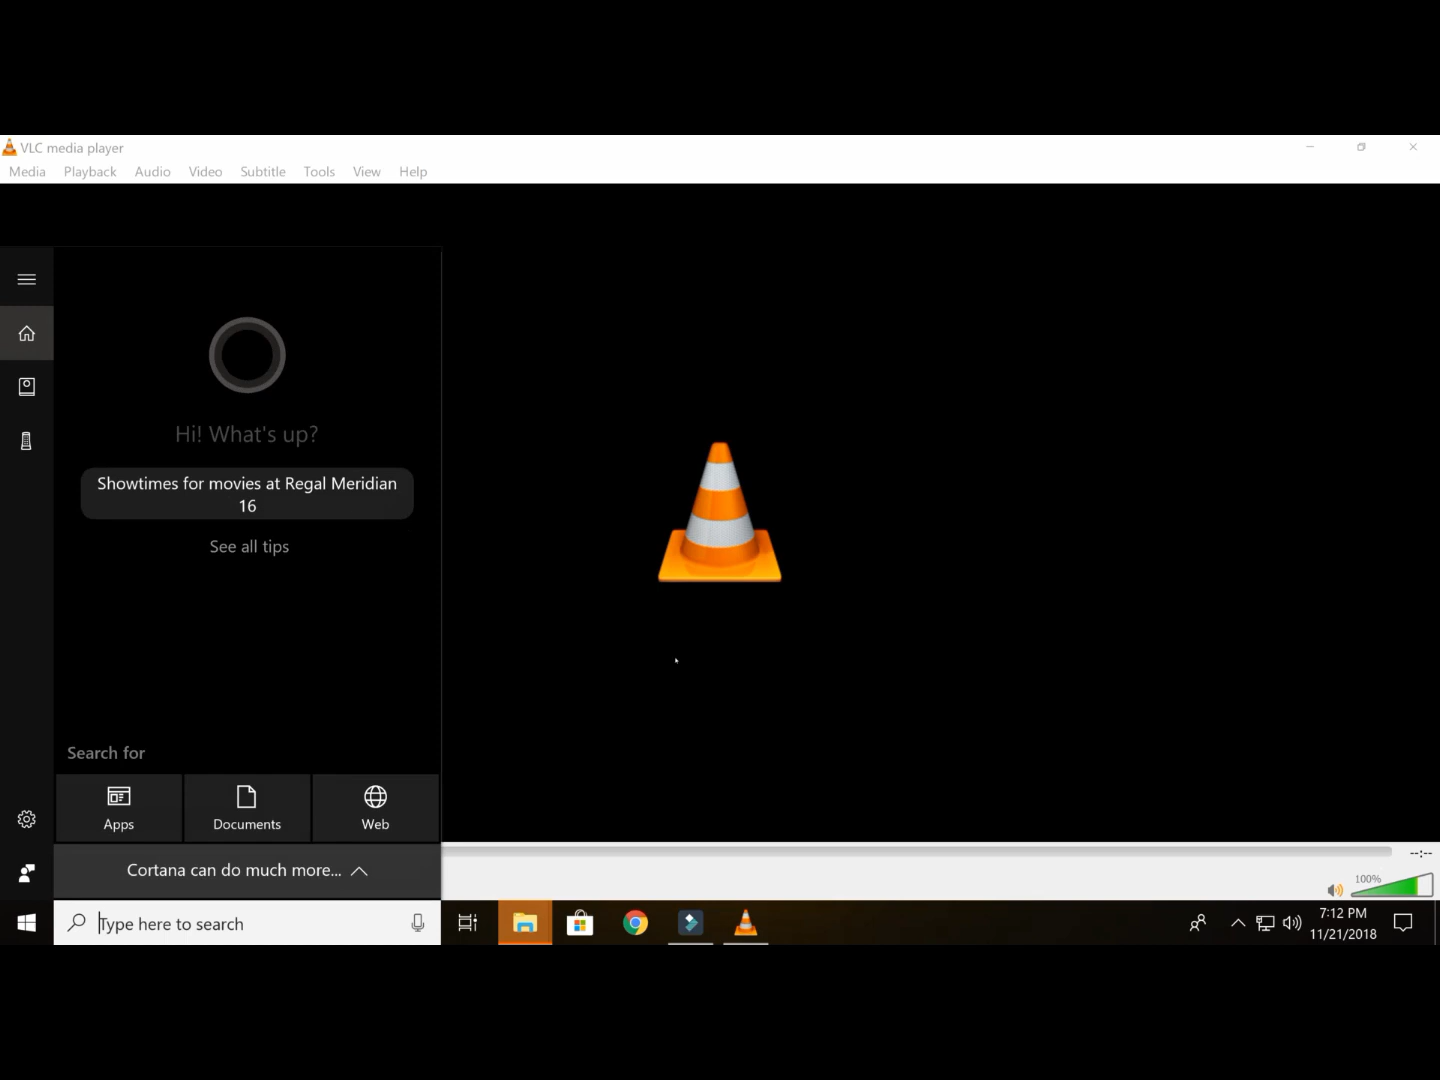 VLC media player
Media Playback Audio Video Subtitle Tools View Help
Hi! What's up?
Showtimes for movies at Regal Meridian
16
See all tips
Search for
Apps Documents Web
Cortana can do much more...
--:--
100%
Type here to search
7:12 PM
11/21/2018